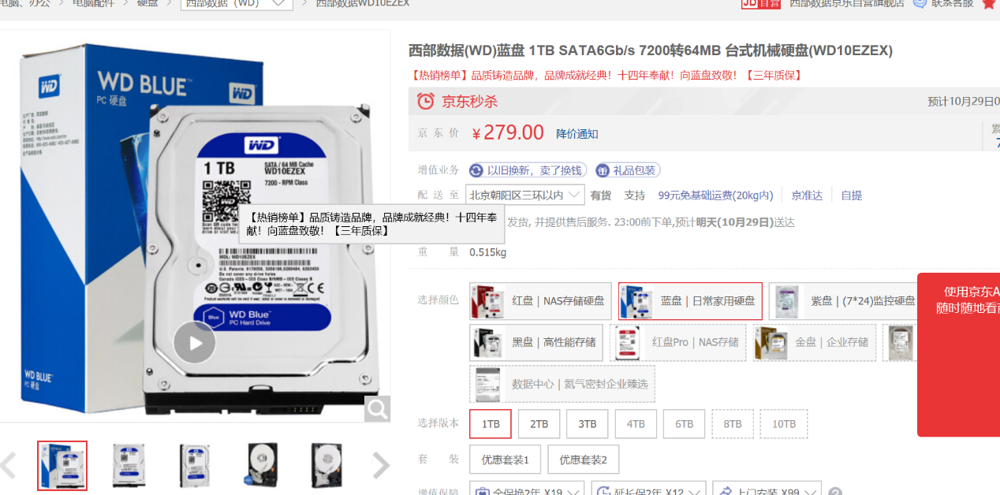 电脑、办公 > 电脑配件 > 硬盘 > 西部数据（WD） > 西部数据WD10EZEX
JD自营 西部数据京东自营旗舰店 联系客服
西部数据(WD)蓝盘 1TB SATA6Gb/s 7200转64MB 台式机械硬盘(WD10EZEX)
【热销榜单】品质铸造品牌，品牌成就经典！十四年奉献！向蓝盘致敬！【三年质保】
京东秒杀
预计10月29日0
京东价 ¥279.00 降价通知
累
增值业务 以旧换新，卖了换钱 礼品包装
配送至 北京朝阳区三环以内 有货 支持 99元免基础运费(20kg内) 京准达 自提
发货, 并提供售后服务. 23:00前下单,预计明天(10月29日)送达
重量 0.515kg
WD
WD BLUE™
PC 硬盘
WD
WD
1 TB
SATA / 64 MB Cache
WD10EZEX
7200 - RPM Class
【热销榜单】品质铸造品牌，品牌成就经典！十四年奉
献！向蓝盘致敬！【三年质保】
MDL: WD10EZEX
Blue
WD Blue™
PC Hard Drive
WD BLUE™
PC 硬盘
选择颜色 红盘 | NAS存储硬盘 蓝盘 | 日常家用硬盘 紫盘 | (7*24)监控硬盘
黑盘 | 高性能存储 红盘Pro | NAS存储 金盘 | 企业存储
数据中心 | 氦气密封企业臻选
选择版本 1TB 2TB 3TB 4TB 6TB 8TB 10TB
套装 优惠套装1 优惠套装2
增值保障 全保换2年 ¥19 延长保2年 ¥12 上门安装 ¥99
使用京东A
随时随地看